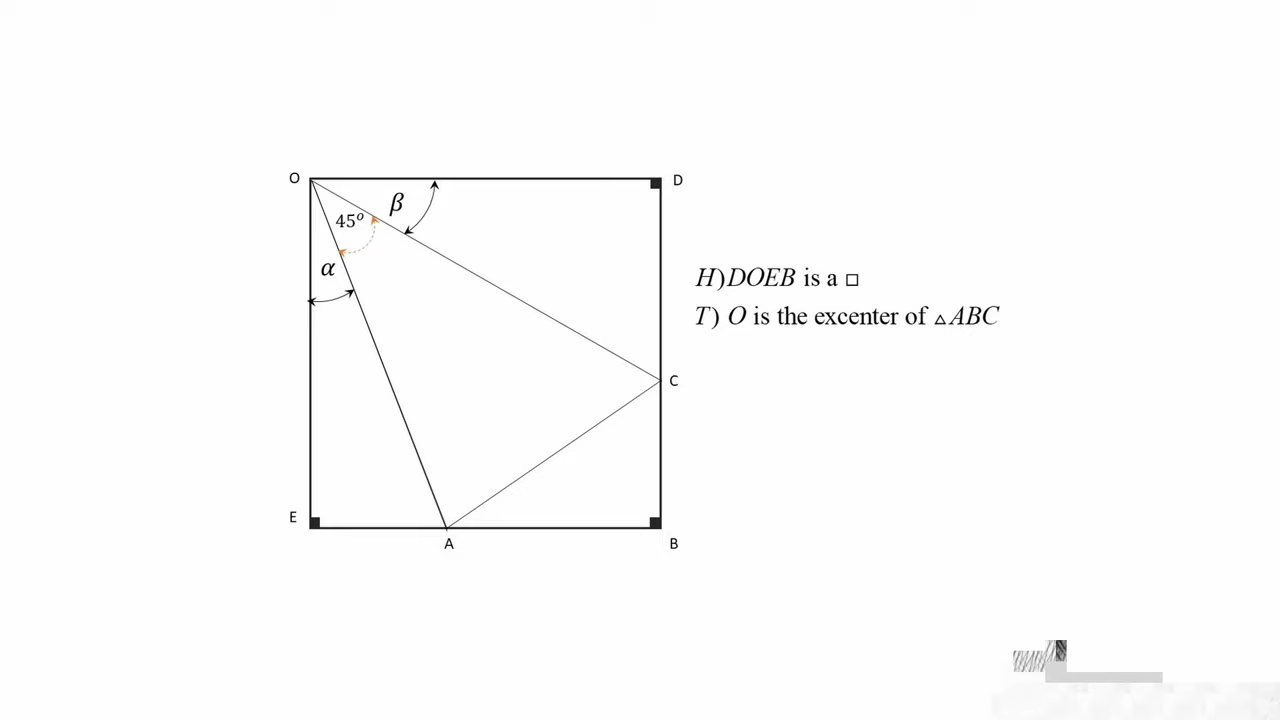 O
D
β
45°
α
H)DOEB is a □
T) O is the excenter of △ABC
C
E
A
B